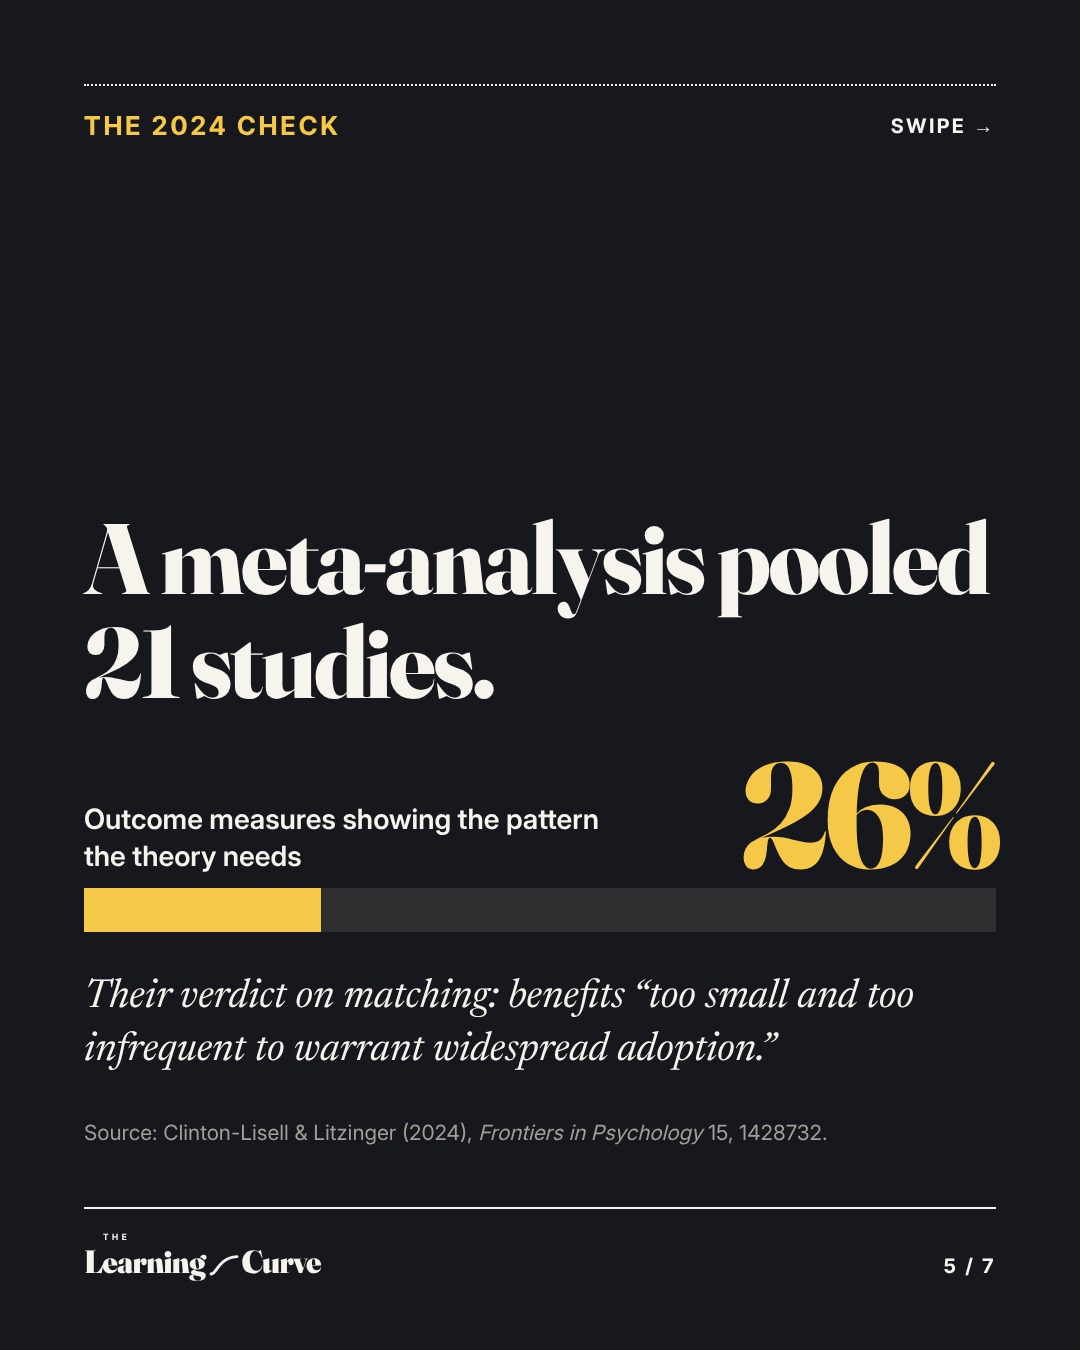 THE 2024 CHECK
SWIPE →
A meta-analysis pooled
21 studies.
Outcome measures showing the pattern
the theory needs
26%
Their verdict on matching: benefits “too small and too
infrequent to warrant widespread adoption.”
Source: Clinton-Lisell & Litzinger (2024), Frontiers in Psychology 15, 1428732.
THE
Learning Curve
5 / 7